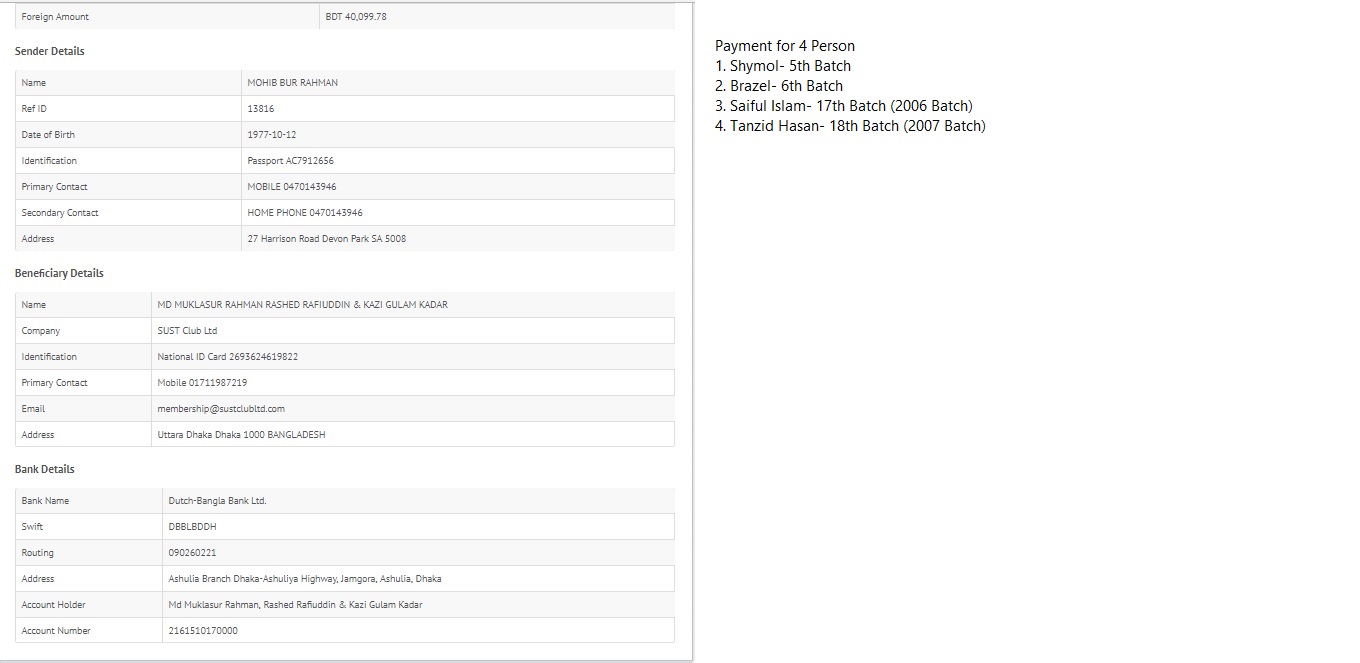 Foreign Amount BDT 40,099.78
Sender Details
Name MOHIB BUR RAHMAN
Ref ID 13816
Date of Birth 1977-10-12
Identification Passport AC7912656
Primary Contact MOBILE 0470143946
Secondary Contact HOME PHONE 0470143946
Address 27 Harrison Road Devon Park SA 5008
Beneficiary Details
Name MD MUKLASUR RAHMAN RASHED RAFIUDDIN & KAZI GULAM KADAR
Company SUST Club Ltd
Identification National ID Card 2693624619822
Primary Contact Mobile 01711987219
Email membership@sustclubltd.com
Address Uttara Dhaka Dhaka 1000 BANGLADESH
Bank Details
Bank Name Dutch-Bangla Bank Ltd.
Swift DBBLBDDH
Routing 090260221
Address Ashulia Branch Dhaka-Ashuliya Highway, Jamgora, Ashulia, Dhaka
Account Holder Md Muklasur Rahman, Rashed Rafiuddin & Kazi Gulam Kadar
Account Number 2161510170000
Payment for 4 Person
1. Shymol- 5th Batch
2. Brazel- 6th Batch
3. Saiful Islam- 17th Batch (2006 Batch)
4. Tanzid Hasan- 18th Batch (2007 Batch)